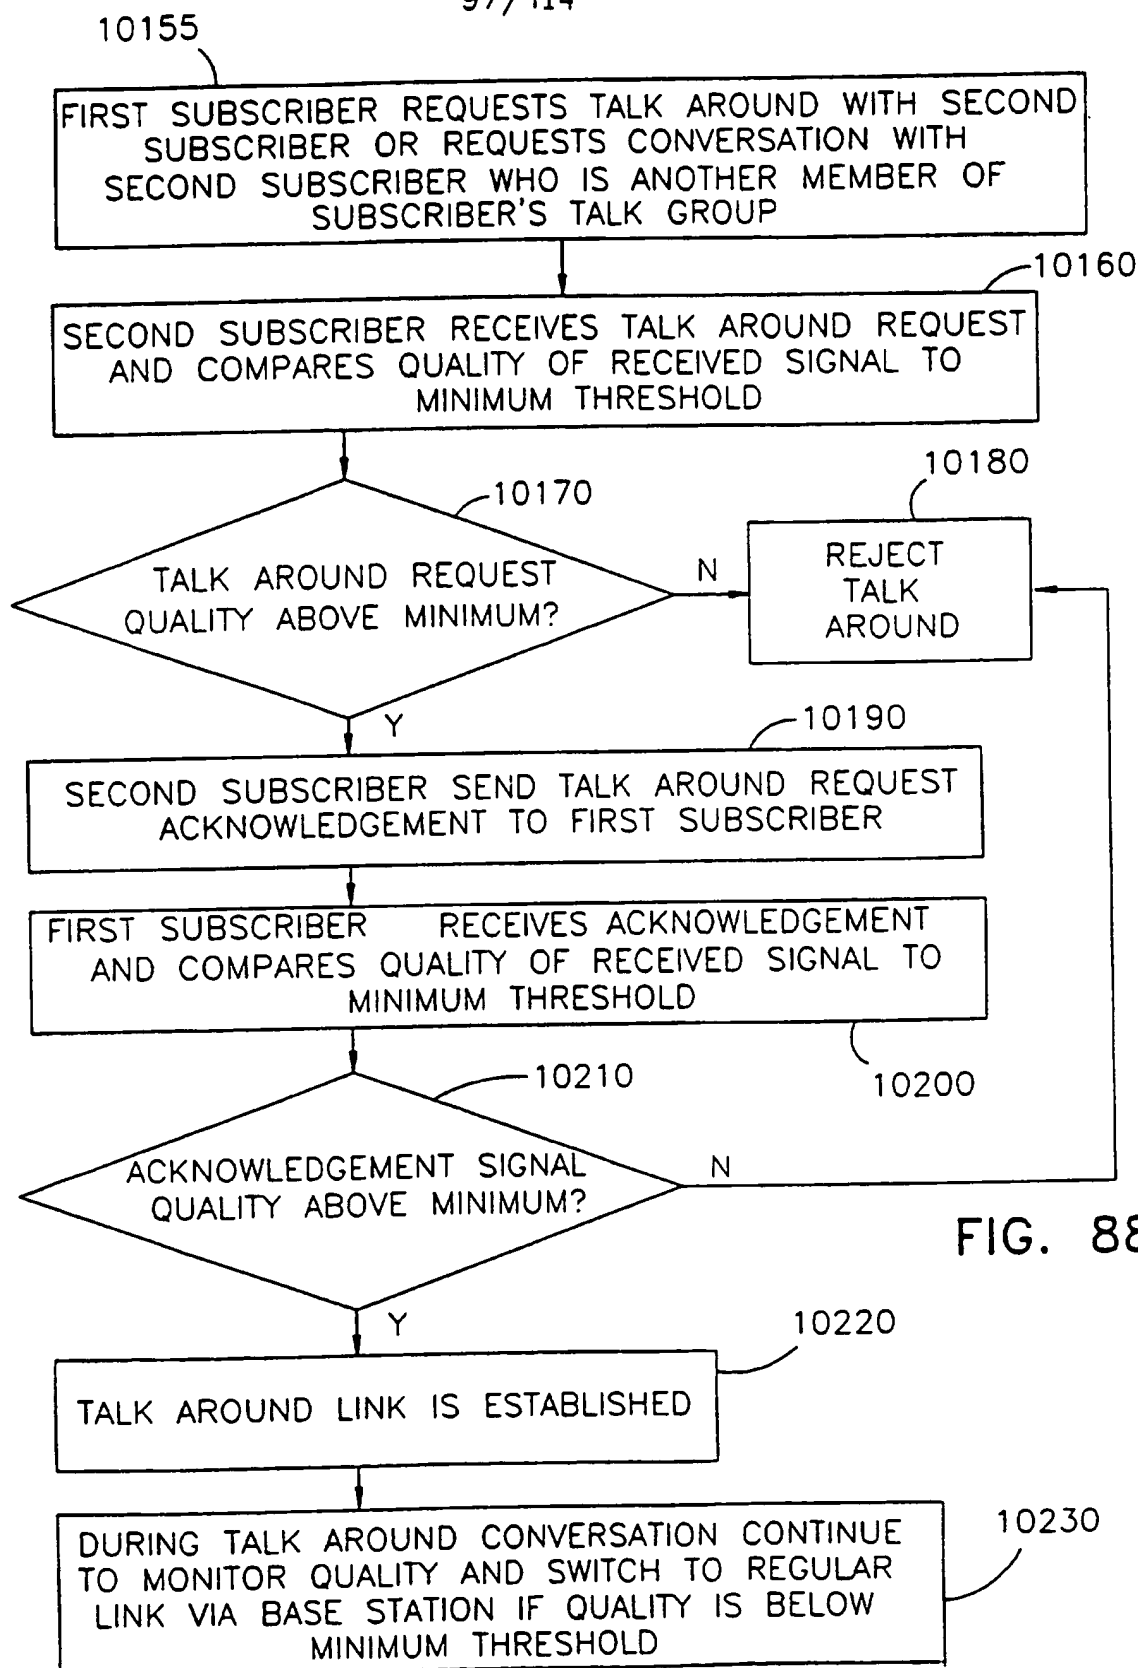 10155
FIRST SUBSCRIBER REQUESTS TALK AROUND WITH SECOND
SUBSCRIBER OR REQUESTS CONVERSATION WITH
SECOND SUBSCRIBER WHO IS ANOTHER MEMBER OF
SUBSCRIBER'S TALK GROUP
10160
SECOND SUBSCRIBER RECEIVES TALK AROUND REQUEST
AND COMPARES QUALITY OF RECEIVED SIGNAL TO
MINIMUM THRESHOLD
10170
TALK AROUND REQUEST
QUALITY ABOVE MINIMUM?
N
10180
REJECT
TALK
AROUND
Y
10190
SECOND SUBSCRIBER SEND TALK AROUND REQUEST
ACKNOWLEDGEMENT TO FIRST SUBSCRIBER
FIRST SUBSCRIBER RECEIVES ACKNOWLEDGEMENT
AND COMPARES QUALITY OF RECEIVED SIGNAL TO
MINIMUM THRESHOLD
10200
10210
ACKNOWLEDGEMENT SIGNAL
QUALITY ABOVE MINIMUM?
N
FIG. 88
Y
10220
TALK AROUND LINK IS ESTABLISHED
10230
DURING TALK AROUND CONVERSATION CONTINUE
TO MONITOR QUALITY AND SWITCH TO REGULAR
LINK VIA BASE STATION IF QUALITY IS BELOW
MINIMUM THRESHOLD